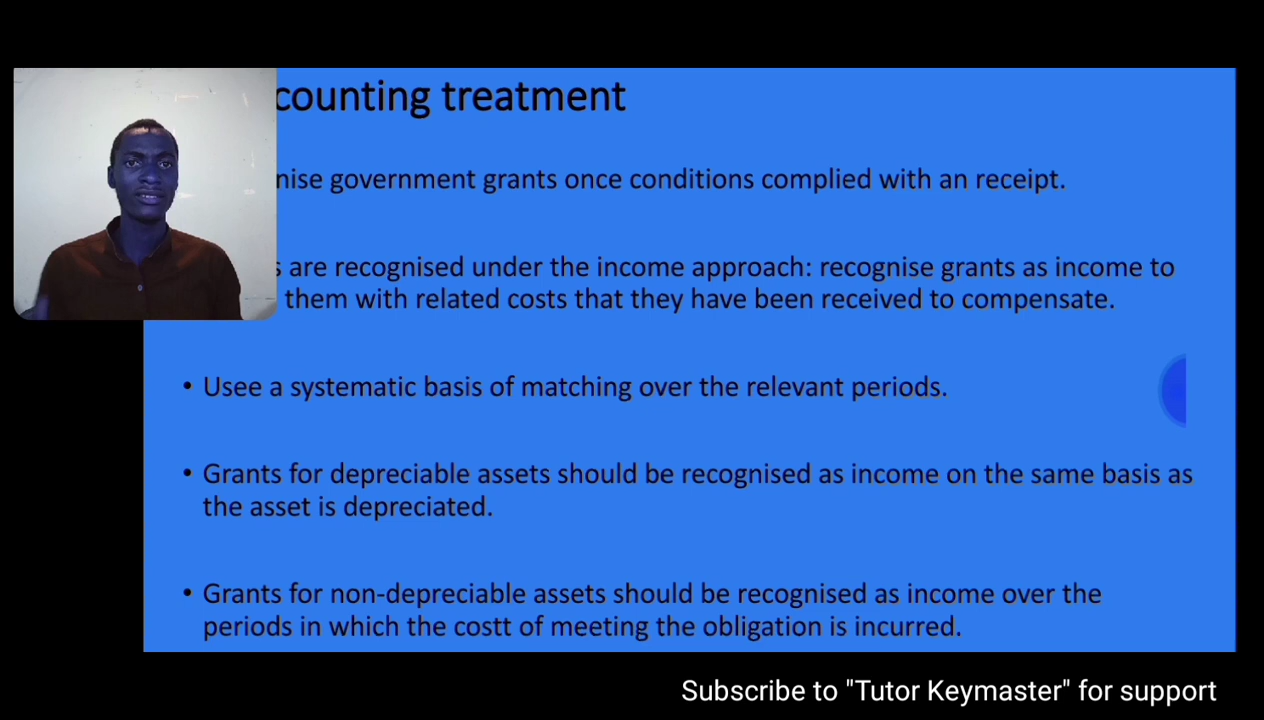 counting treatment
nise government grants once conditions complied with an receipt.
s are recognised under the income approach: recognise grants as income to
them with related costs that they have been received to compensate.
• Usee a systematic basis of matching over the relevant periods.
• Grants for depreciable assets should be recognised as income on the same basis as
the asset is depreciated.
• Grants for non-depreciable assets should be recognised as income over the
periods in which the costt of meeting the obligation is incurred.
Subscribe to "Tutor Keymaster" for support